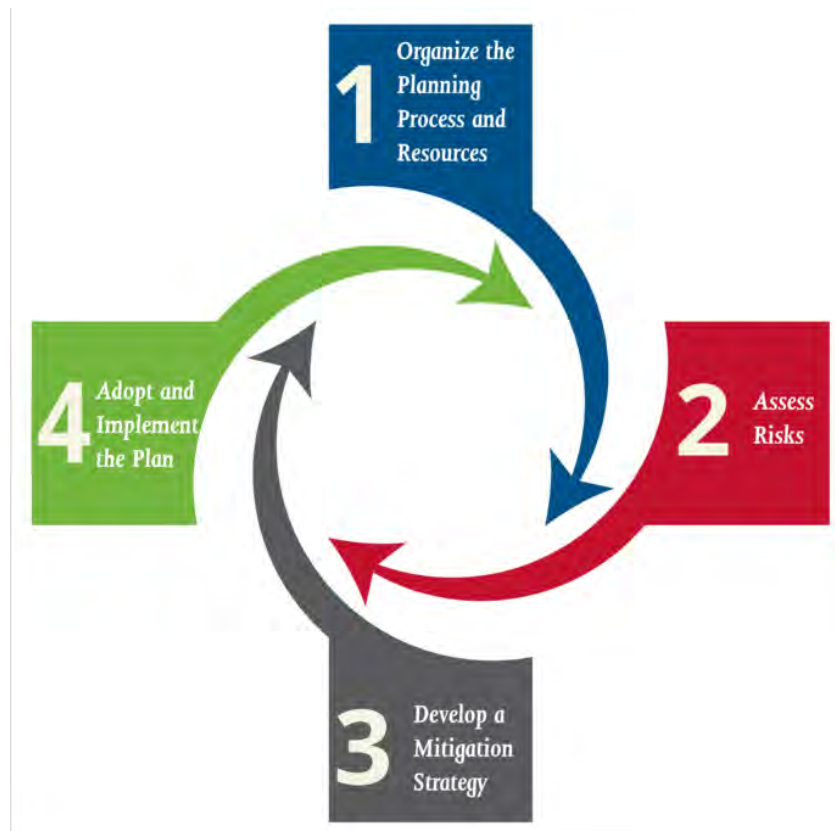 1
Organize the
Planning
Process and
Resources
2
Assess
Risks
3
Develop a
Mitigation
Strategy
4
Adopt and
Implement
the Plan